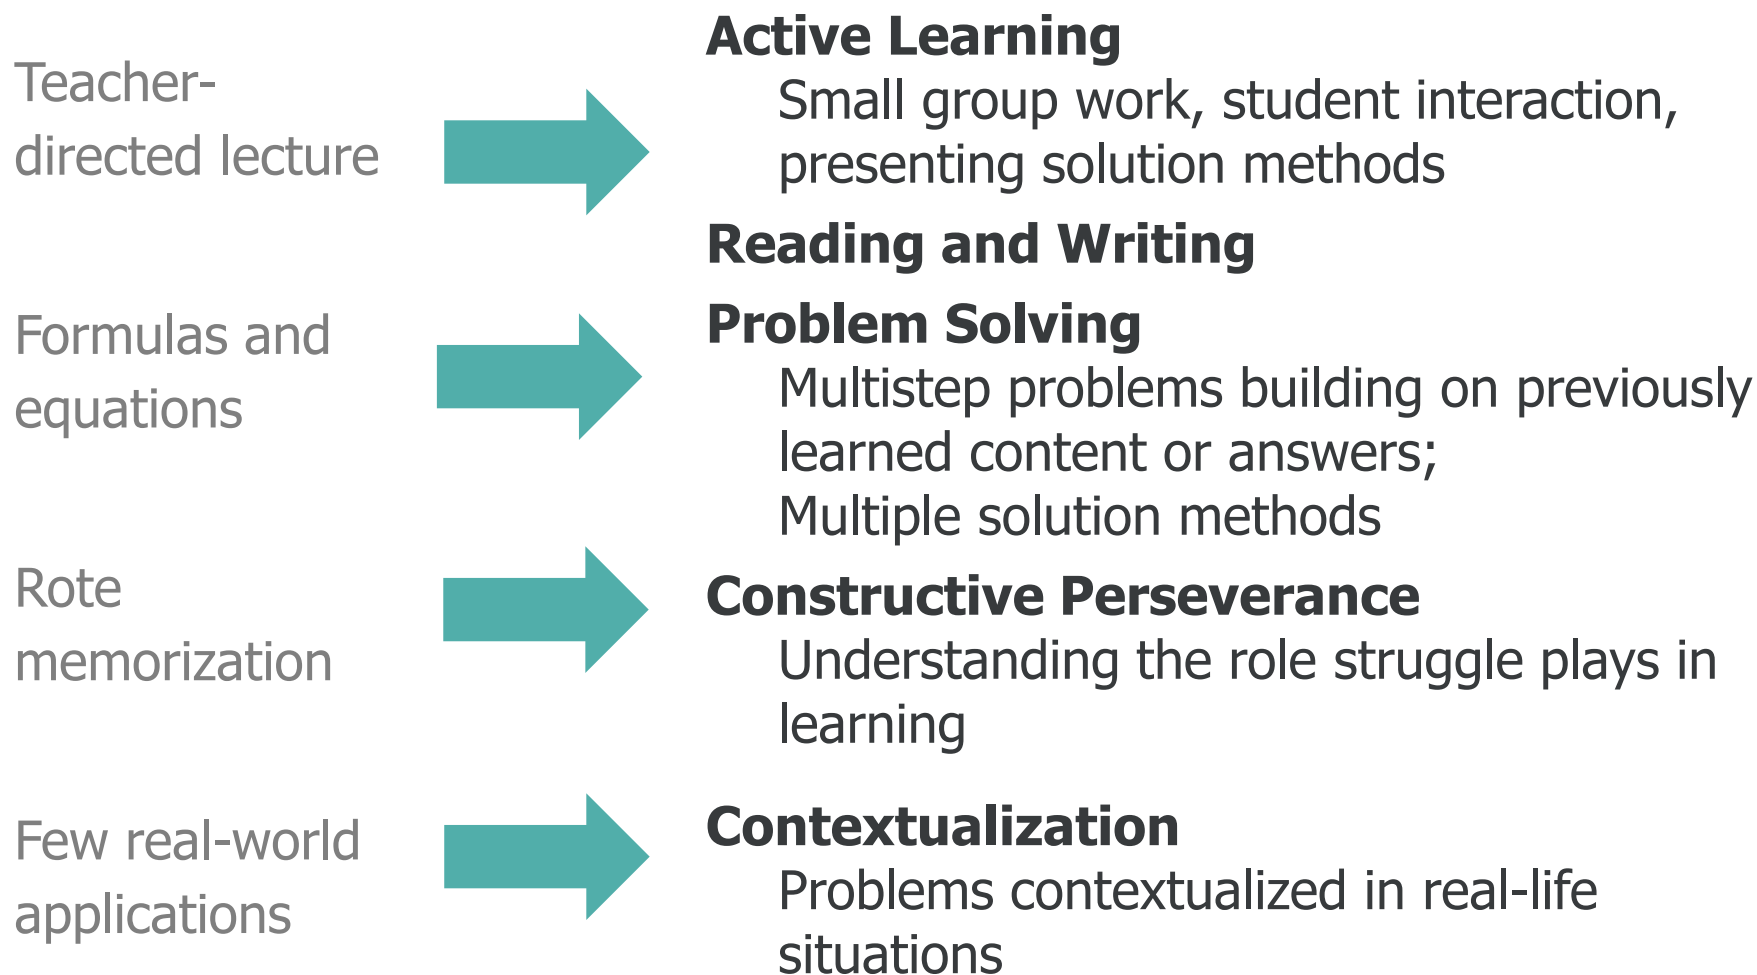 Teacher-
directed lecture
Active Learning
Small group work, student interaction,
presenting solution methods
Reading and Writing
Formulas and
equations
Problem Solving
Multistep problems building on previously
learned content or answers;
Multiple solution methods
Rote
memorization
Constructive Perseverance
Understanding the role struggle plays in
learning
Few real-world
applications
Contextualization
Problems contextualized in real-life
situations